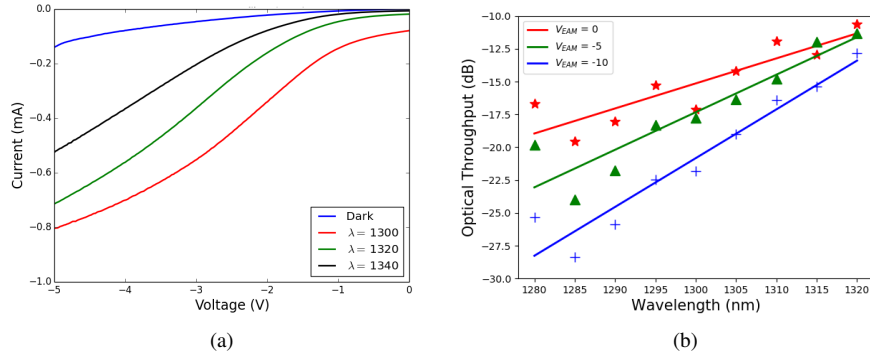 0.0
−0.2
−0.4
−0.6
−0.8
−1.0
Current (mA)
−5
−4
−3
−2
−1
0
Voltage (V)
Dark
λ = 1300
λ = 1320
λ = 1340
(a)
−10.0
−12.5
−15.0
−17.5
−20.0
−22.5
−25.0
−27.5
−30.0
Optical Throughput (dB)
V_EAM = 0
V_EAM = -5
V_EAM = -10
1280
1285
1290
1295
1300
1305
1310
1315
1320
Wavelength (nm)
(b)